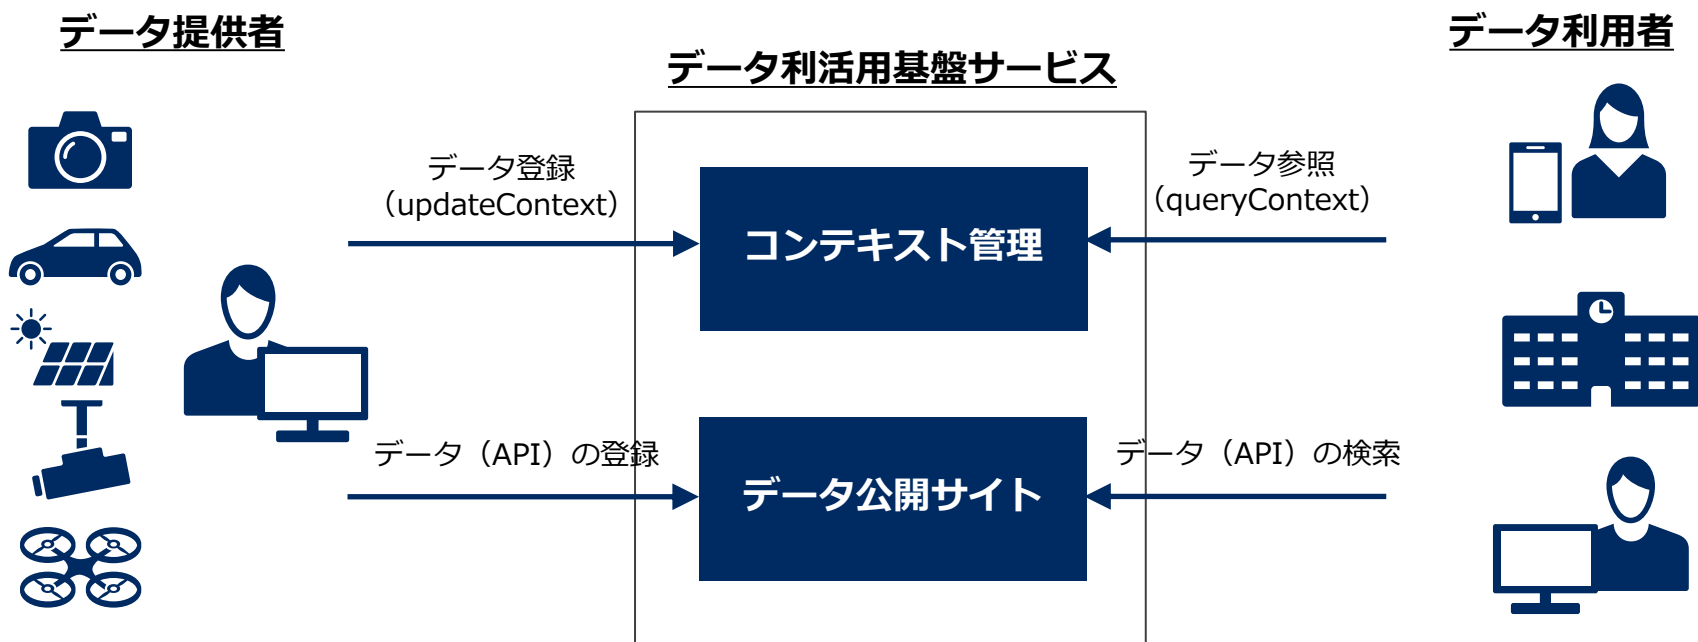 データ提供者
データ利活用基盤サービス
データ利用者
データ登録
（updateContext）
データ参照
（queryContext）
コンテキスト管理
データ（API）の登録
データ（API）の検索
データ公開サイト